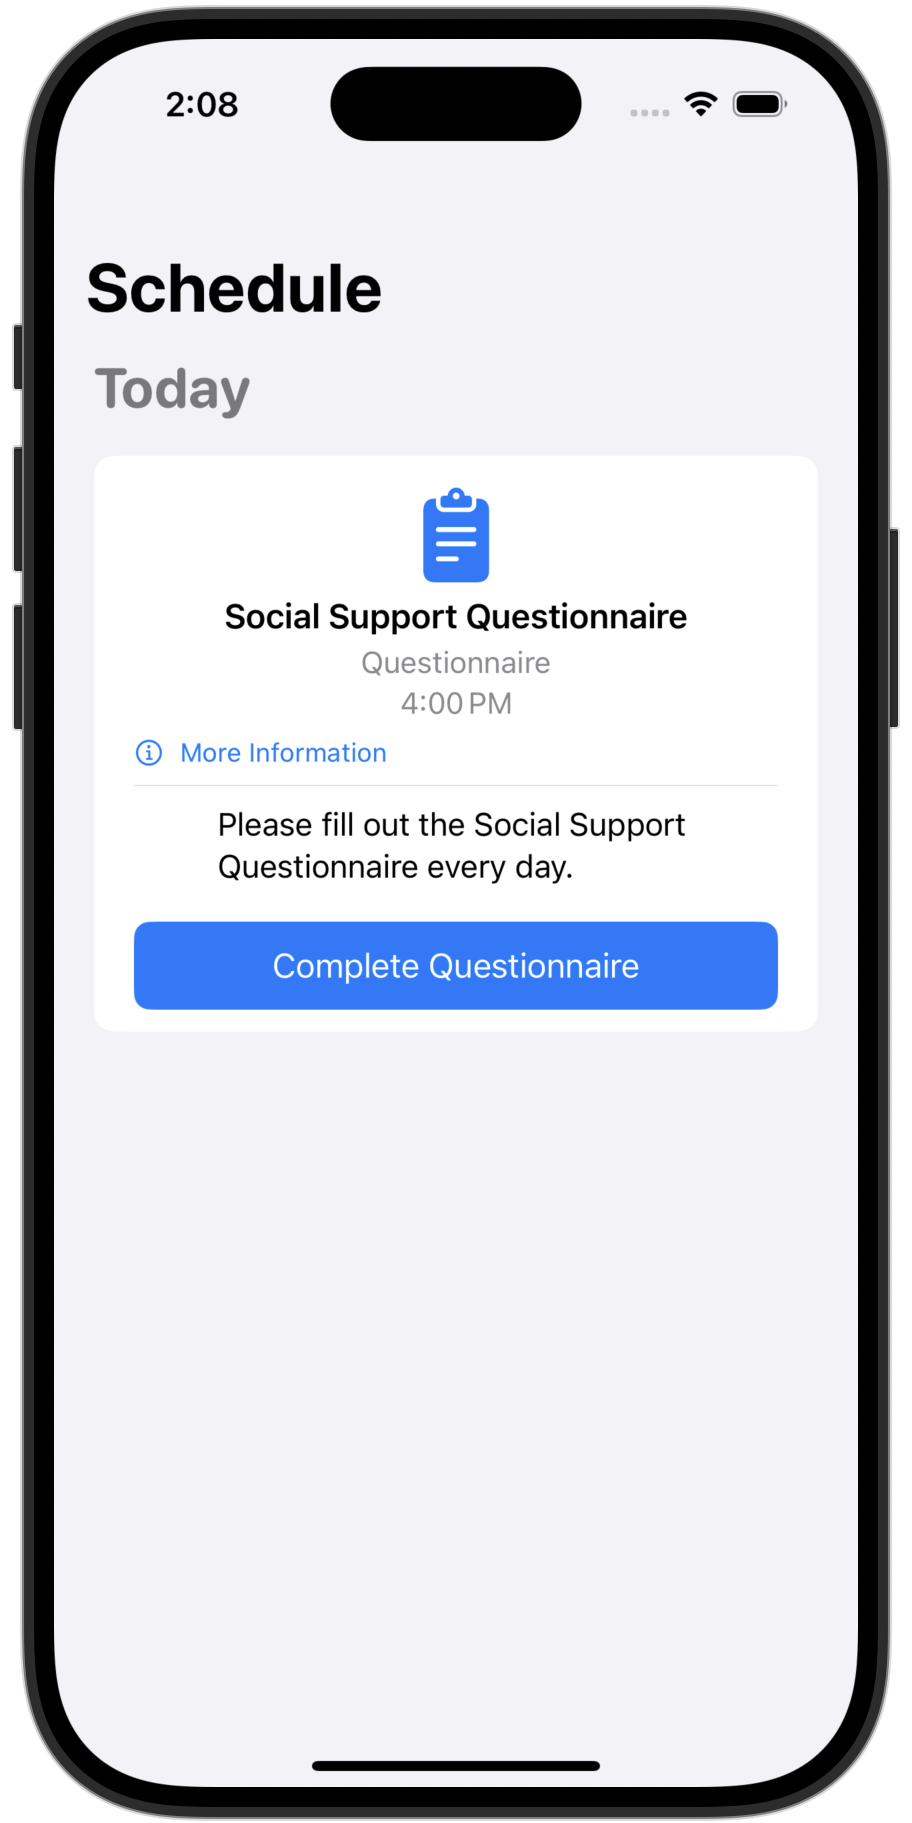 2:08
Schedule
Today
Social Support Questionnaire
Questionnaire
4:00 PM
More Information
Please fill out the Social Support
Questionnaire every day.
Complete Questionnaire